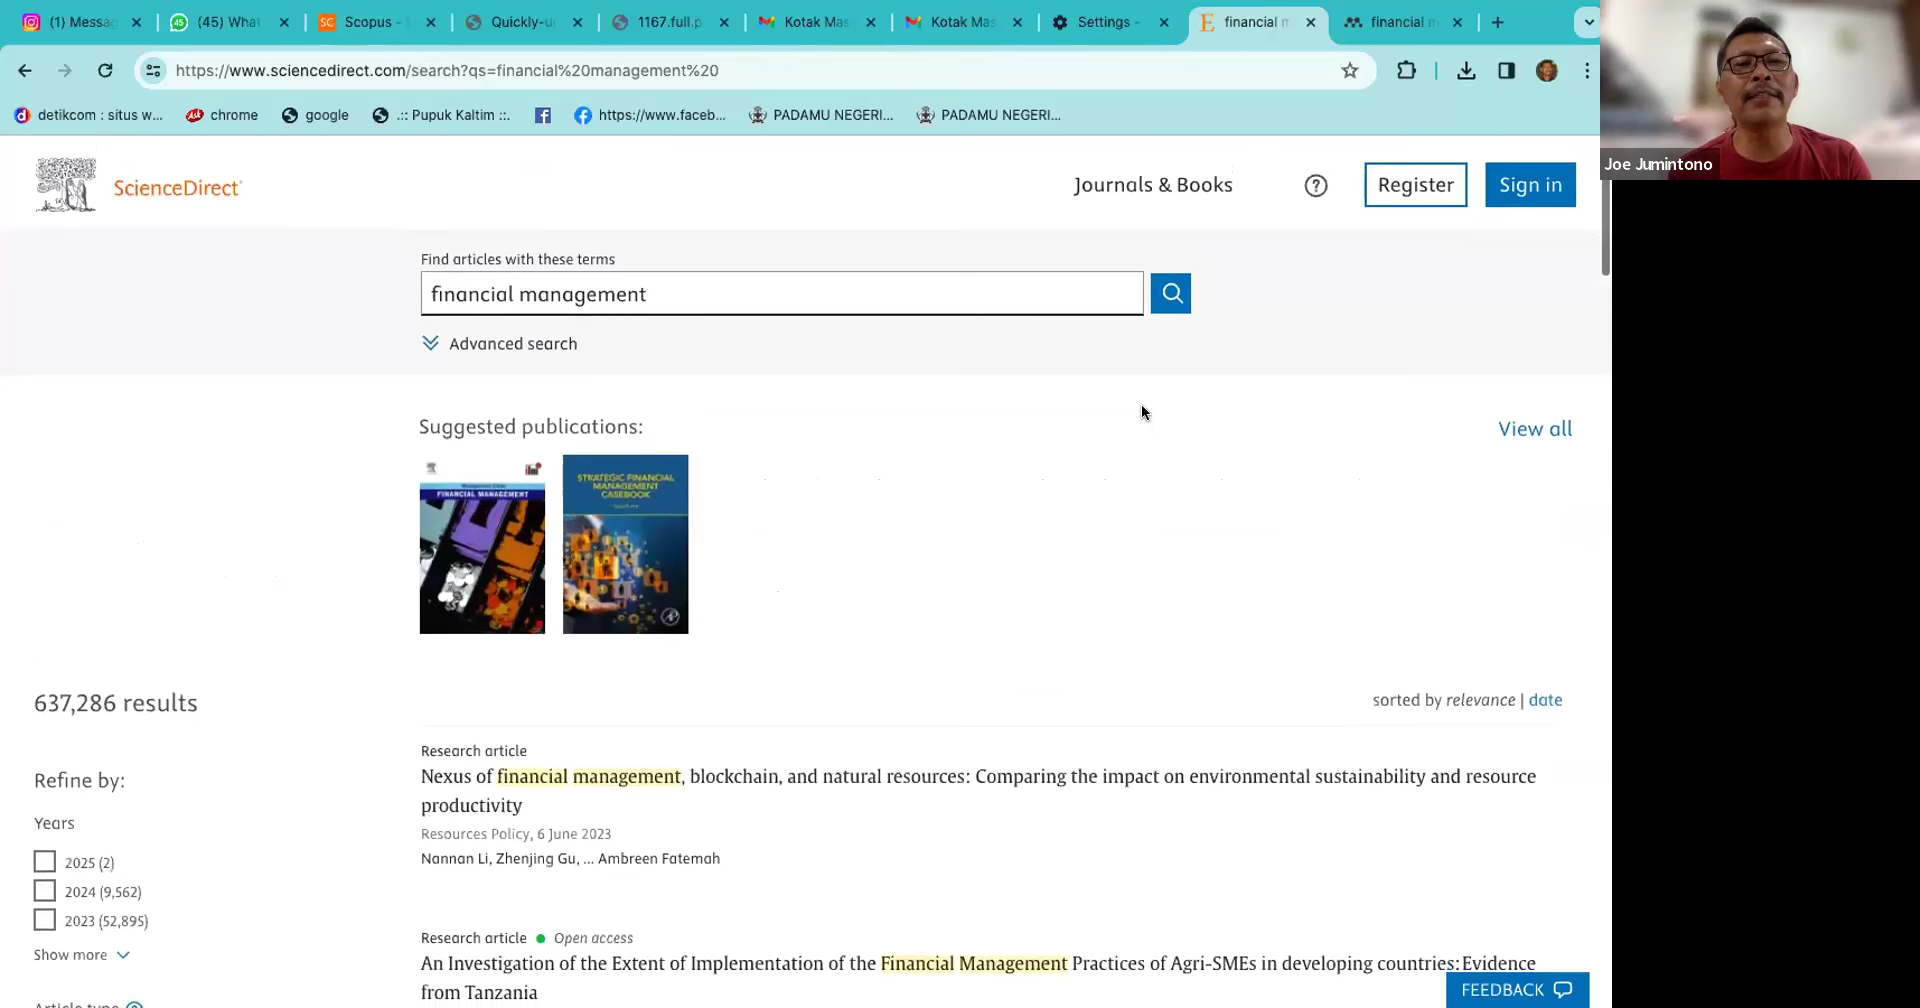 (1) Messag
(45) What
Scopus -
Quickly-u
1167.full.p
Kotak Mas
Kotak Mas
Settings -
financial m
financial m
https://www.sciencedirect.com/search?qs=financial%20management%20
detikcom : situs w...
chrome
google
.:: Pupuk Kaltim ::.
https://www.faceb...
PADAMU NEGERI...
PADAMU NEGERI...
Joe Jumintono
ScienceDirect
Journals & Books
?
Register
Sign in
Find articles with these terms
financial management
Advanced search
Suggested publications:
View all
FINANCIAL MANAGEMENT
STRATEGIC FINANCIAL
MANAGEMENT
CASEBOOK
637,286 results
sorted by relevance | date
Research article
Nexus of financial management, blockchain, and natural resources: Comparing the impact on environmental sustainability and resource
productivity
Resources Policy, 6 June 2023
Nannan Li, Zhenjing Gu, ... Ambreen Fatemah
Refine by:
Years
2025 (2)
2024 (9,562)
2023 (52,895)
Show more
Research article Open access
An Investigation of the Extent of Implementation of the Financial Management Practices of Agri-SMEs in developing countries: Evidence
from Tanzania
FEEDBACK